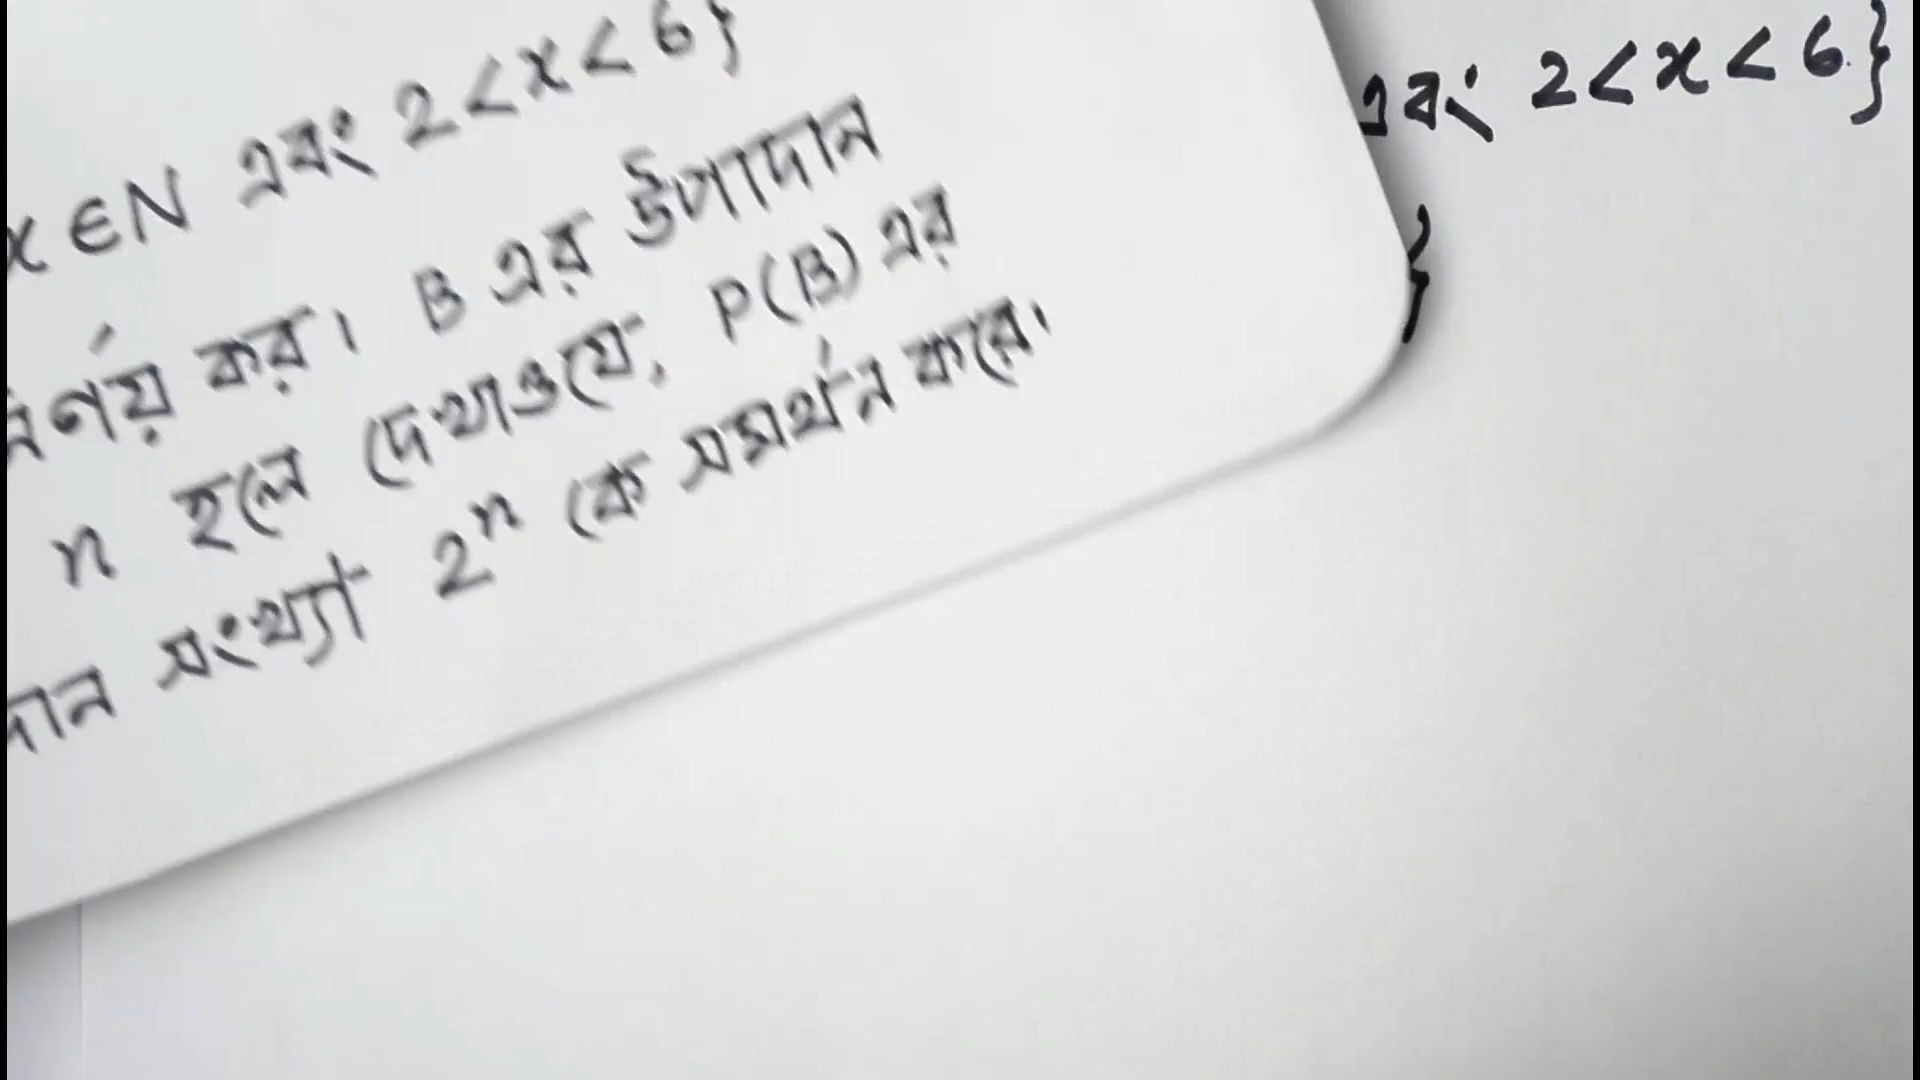 x ∈ N এবং 2 < x < 6}
নির্ণয় কর। B এর উপাদান
n হলে দেখাও যে, P(B) এর
সংখ্যা 2ⁿ কে সমর্থন করে।
এবং 2 < x < 6}
}